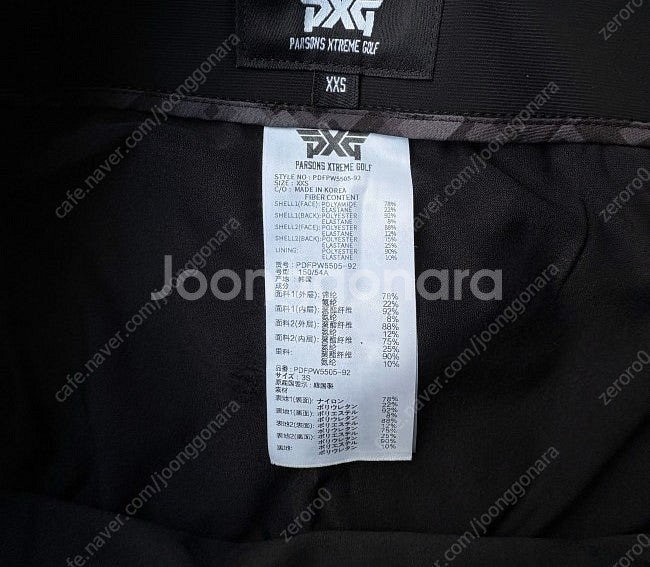 PXG
PARSONS XTREME GOLF
XXS
PXG
PARSONS XTREME GOLF
STYLE NO : PDFPW5505-92
SIZE : XXS
C/O : MADE IN KOREA
FIBER CONTENT
SHELL1(FACE): POLYAMIDE 78%
ELASTANE 22%
SHELL1(BACK): POLYESTER 92%
ELASTANE 8%
SHELL2(FACE): POLYESTER 88%
ELASTANE 12%
SHELL2(BACK): POLYESTER 75%
ELASTANE 25%
LINING: POLYESTER 90%
ELASTANE 10%
型号: PDFPW5505-92
号型: 150/54A
产地: 韩国
成分
面料1(外层): 锦纶 78%
氨纶 22%
面料1(内层): 聚酯纤维 92%
氨纶 8%
面料2(外层): 聚酯纤维 88%
氨纶 12%
面料2(内层): 聚酯纤维 75%
氨纶 25%
里料: 聚酯纤维 90%
氨纶 10%
品番: PDFPW5505-92
サイズ: 3S
原産国表示: 韓国製
素材
表地1(表面): ナイロン 78%
ポリウレタン 22%
表地1(裏面): ポリエステル 92%
ポリウレタン 8%
表地2(表面): ポリエステル 88%
ポリウレタン 12%
表地2(裏面): ポリエステル 75%
ポリウレタン 25%
裏地: ポリエステル 90%
ポリウレタン 10%
Joonggonara
cafe.naver.com/joonggonara
zeroro0